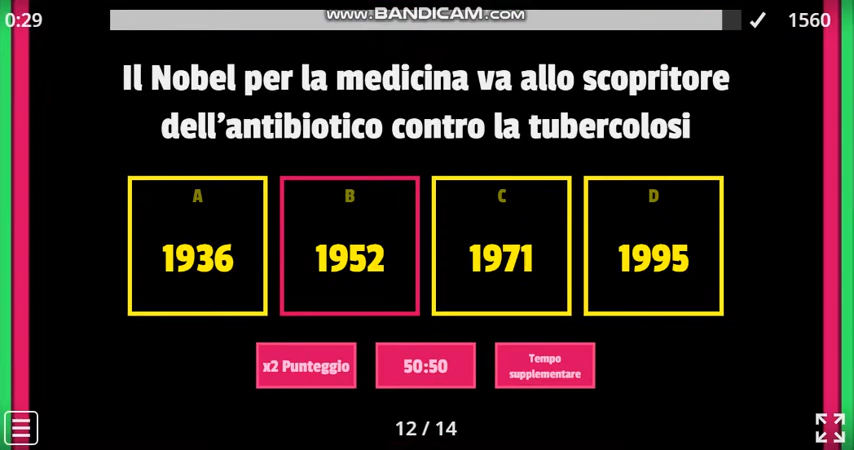 0:29
www.BANDICAM.com
1560
Il Nobel per la medicina va allo scopritore
dell'antibiotico contro la tubercolosi
A
B
C
D
1936
1952
1971
1995
x2 Punteggio
50:50
Tempo
supplementare
12 / 14